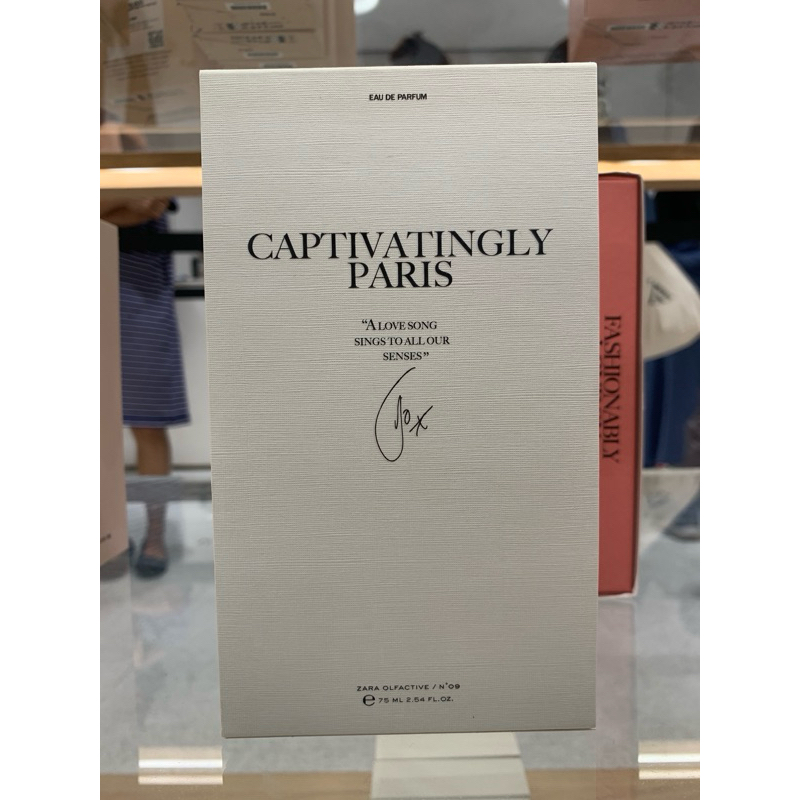 EAU DE PARFUM
CAPTIVATINGLY
PARIS
“A LOVE SONG
SINGS TO ALL OUR
SENSES”
Jo x
ZARA OLFACTIVE / N°09
℮ 75 ML 2.54 FL.OZ.
FASHIONABLY